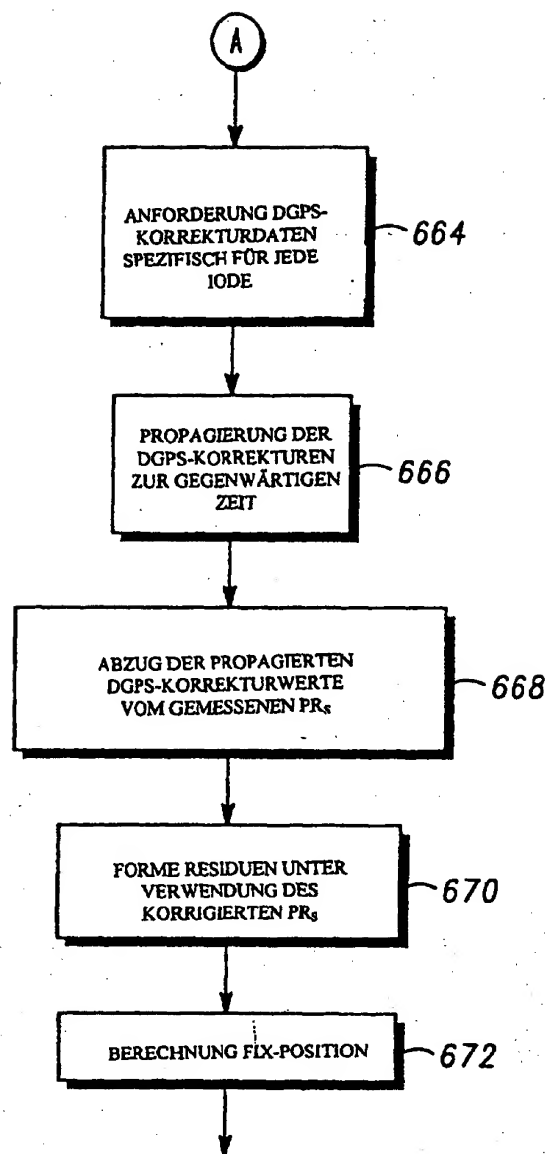 A
ANFORDERUNG DGPS-
KORREKTURDATEN
SPEZIFISCH FÜR JEDE
IODE
664
PROPAGIERUNG DER
DGPS-KORREKTUREN
ZUR GEGENWÄRTIGEN
ZEIT
666
ABZUG DER PROPAGIERTEN
DGPS-KORREKTURWERTE
VOM GEMESSENEN PRs
668
FORME RESIDUEN UNTER
VERWENDUNG DES
KORRIGIERTEN PRs
670
BERECHNUNG FIX-POSITION
672